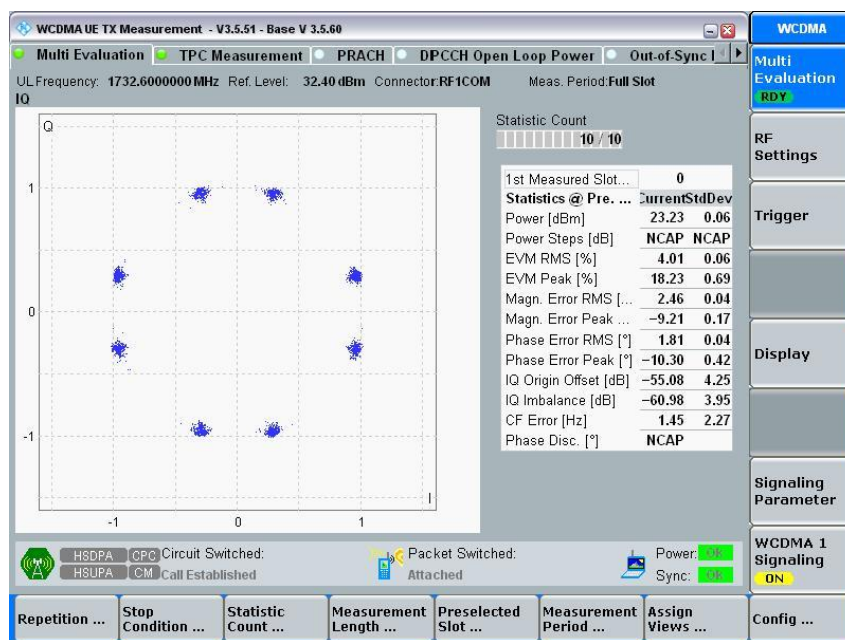 WCDMA UE TX Measurement - V3.5.51 - Base V 3.5.60
WCDMA
Multi Evaluation TPC Measurement PRACH DPCCH Open Loop Power Out-of-Sync
Multi Evaluation
RDY
UL Frequency: 1732.6000000 MHz Ref. Level: 32.40 dBm Connector:RF1COM Meas. Period:Full Slot
IQ
Q
1
0
-1
-1 0 1
I
Statistic Count
10 / 10
1st Measured Slot... 0
Statistics @ Pre. ... Current StdDev
Power [dBm] 23.23 0.06
Power Steps [dB] NCAP NCAP
EVM RMS [%] 4.01 0.06
EVM Peak [%] 18.23 0.69
Magn. Error RMS [... 2.46 0.04
Magn. Error Peak ... -9.21 0.17
Phase Error RMS [°] 1.81 0.04
Phase Error Peak [°] -10.30 0.42
IQ Origin Offset [dB] -55.08 4.25
IQ Imbalance [dB] -60.98 3.95
CF Error [Hz] 1.45 2.27
Phase Disc. [°] NCAP
RF Settings
Trigger
Display
Signaling Parameter
WCDMA 1 Signaling
ON
HSDPA CPC Circuit Switched: Packet Switched: Power: OK
HSUPA CM Call Established Attached Sync: OK
Repetition ...
Stop Condition ...
Statistic Count ...
Measurement Length ...
Preselected Slot ...
Measurement Period ...
Assign Views ...
Config ...